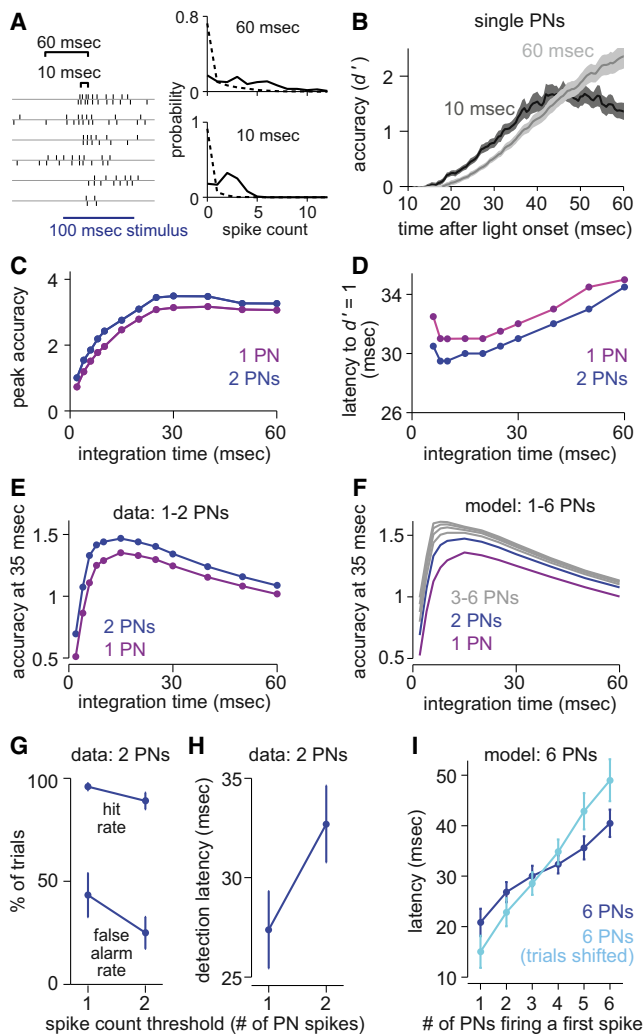 A
60 msec
10 msec
100 msec stimulus
probability
0.8
0
60 msec
1
0
10 msec
0 5 10
spike count
B
single PNs
60 msec
10 msec
accuracy (d')
2
1
0
10 20 30 40 50 60
time after light onset (msec)
C
peak accuracy
4
2
0
1 PN
2 PNs
0 30 60
integration time (msec)
D
latency to d' = 1
(msec)
34
30
26
1 PN
2 PNs
0 30 60
integration time (msec)
E
data: 1-2 PNs
accuracy at 35 msec
1.5
1
0.5
2 PNs
1 PN
0 30 60
integration time (msec)
F
model: 1-6 PNs
accuracy at 35 msec
1.5
1
0.5
3-6 PNs
2 PNs
1 PN
0 30 60
integration time (msec)
G
data: 2 PNs
% of trials
100
50
0
hit
rate
false
alarm
rate
1 2
H
data: 2 PNs
detection latency (msec)
35
33
29
25
1 2
spike count threshold (# of PN spikes)
I
model: 6 PNs
latency (msec)
50
40
30
20
10
6 PNs
6 PNs
(trials shifted)
1 2 3 4 5 6
# of PNs firing a first spike